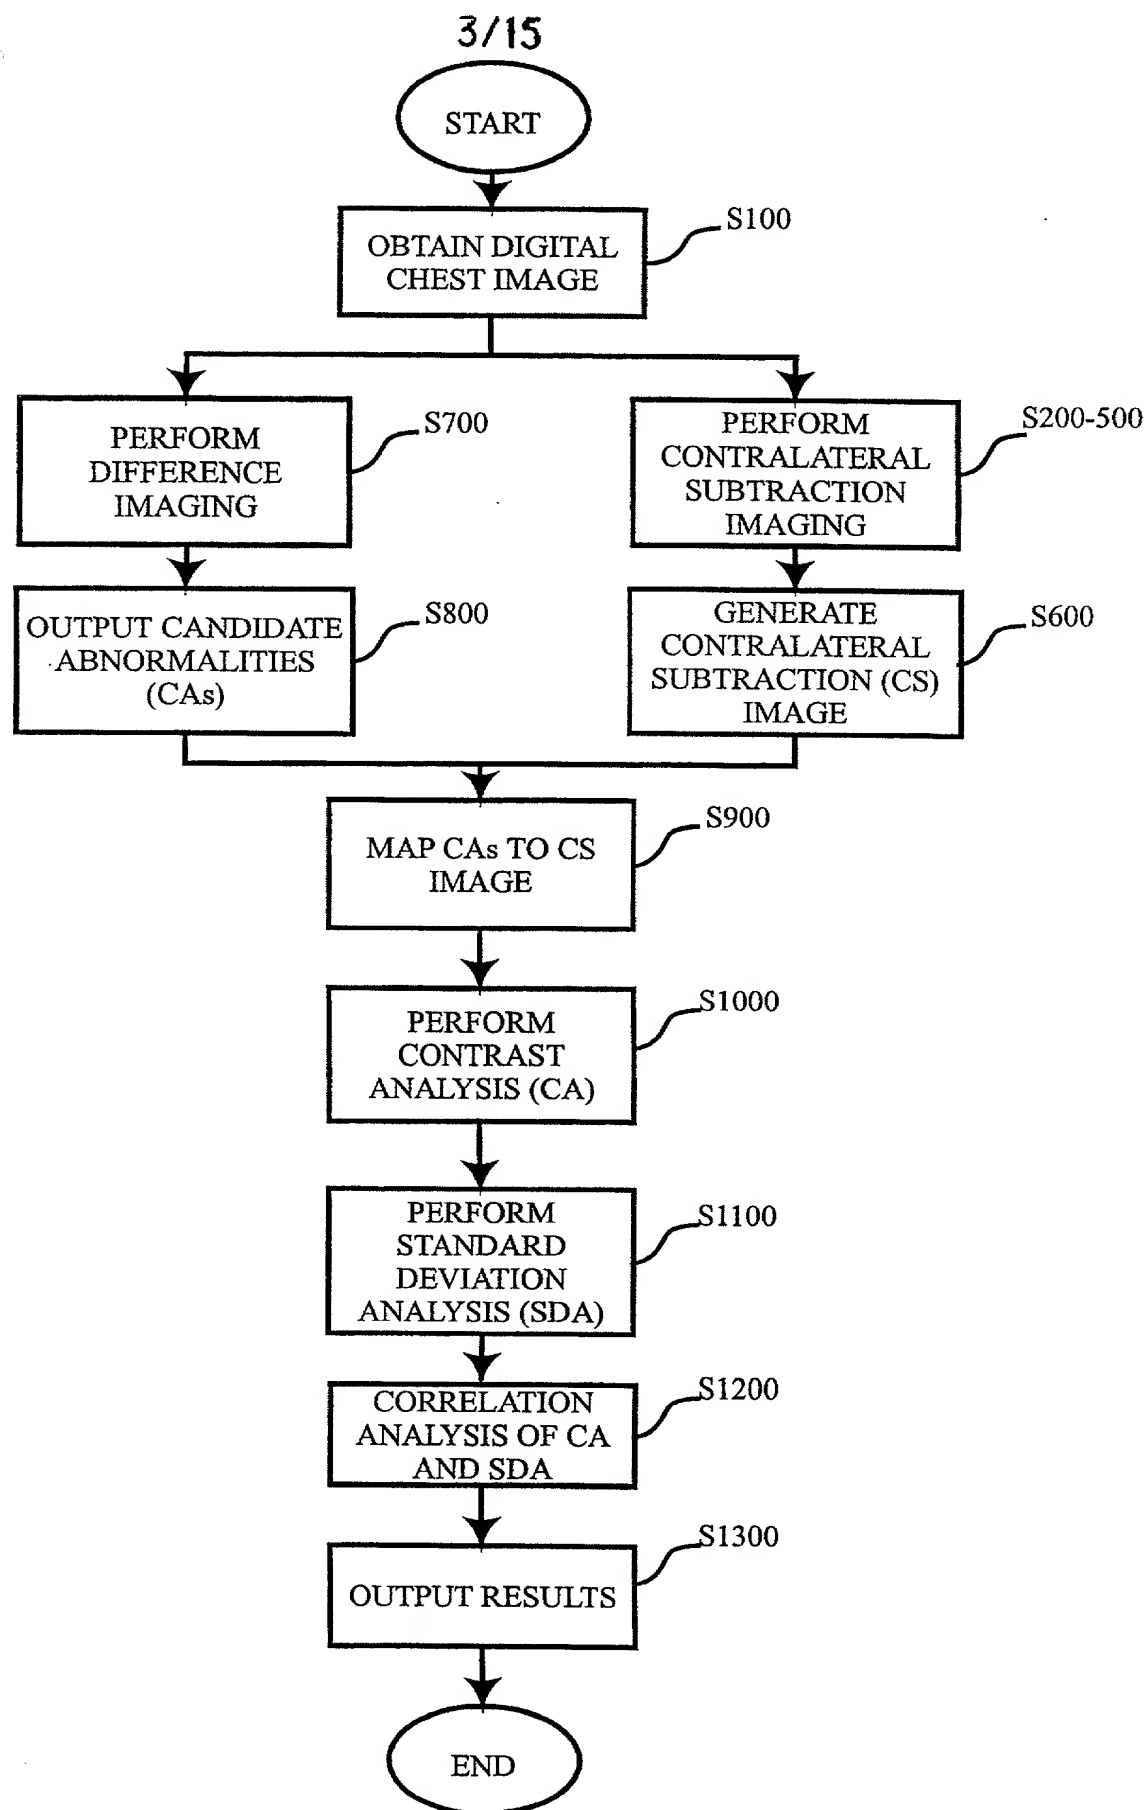 3/15
START
OBTAIN DIGITAL
CHEST IMAGE
S100
PERFORM
DIFFERENCE
IMAGING
S700
PERFORM
CONTRALATERAL
SUBTRACTION
IMAGING
S200-500
OUTPUT CANDIDATE
ABNORMALITIES
(CAs)
S800
GENERATE
CONTRALATERAL
SUBTRACTION (CS)
IMAGE
S600
MAP CAs TO CS
IMAGE
S900
PERFORM
CONTRAST
ANALYSIS (CA)
S1000
PERFORM
STANDARD
DEVIATION
ANALYSIS (SDA)
S1100
CORRELATION
ANALYSIS OF CA
AND SDA
S1200
OUTPUT RESULTS
S1300
END